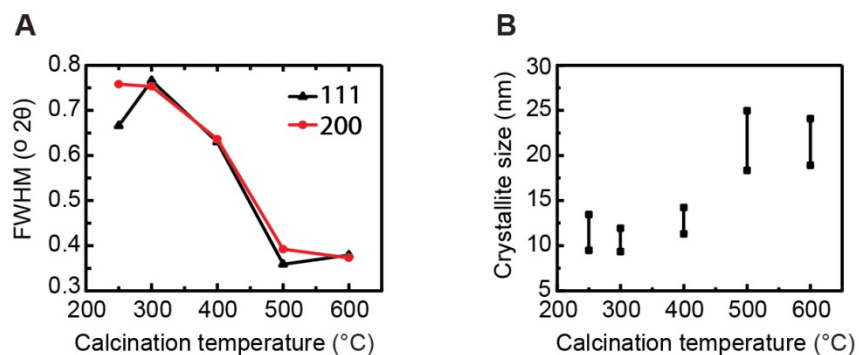 A
FWHM (o 2θ)
0.8
0.7
0.6
0.5
0.4
0.3
111
200
200 300 400 500 600
Calcination temperature (°C)
B
Crystallite size (nm)
30
25
20
15
10
5
200 300 400 500 600
Calcination temperature (°C)